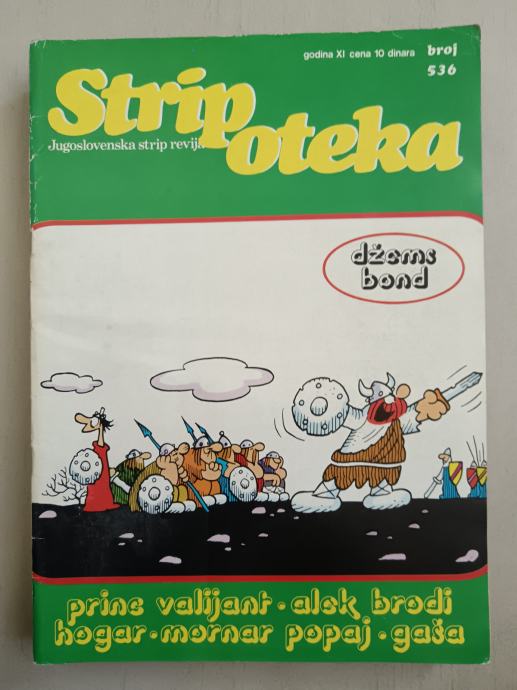 godina XI cena 10 dinara broj
536
Strip
Jugoslovenska strip revija
oteka
džems
bond
princ valijant • alek brodi
hogar • mornar popaj • gaša